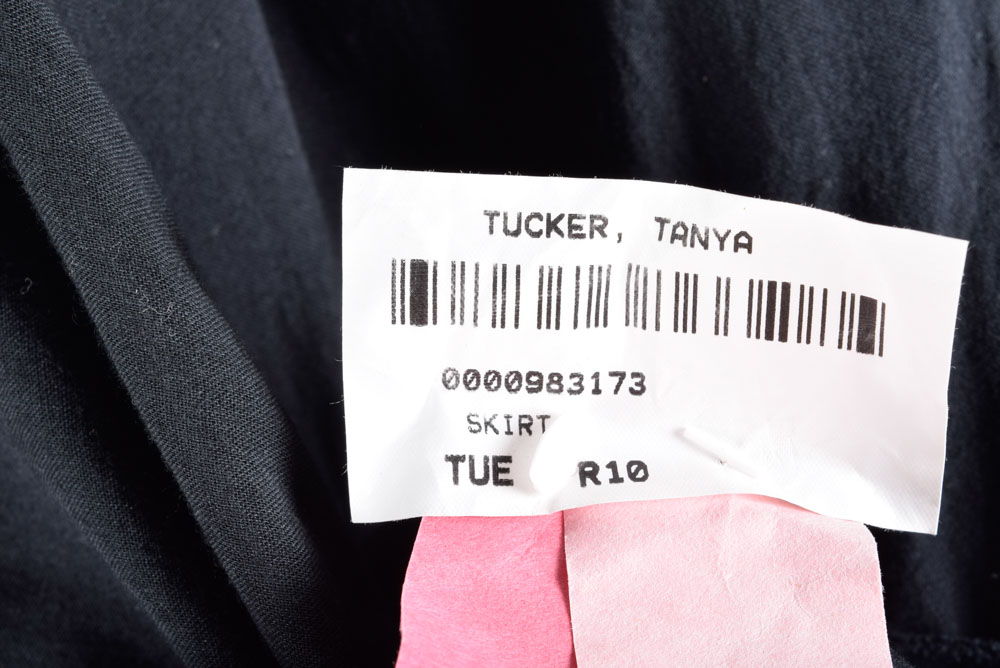 TUCKER, TANYA
0000983173
SKIRT
TUE R10